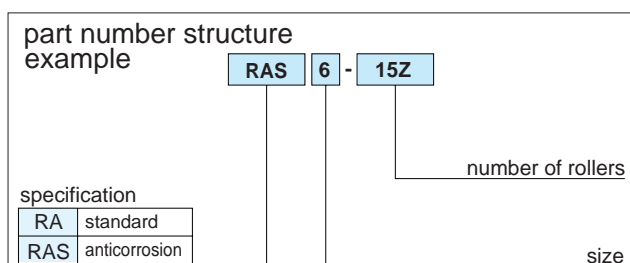 part number structure
example
RAS 6 - 15Z
number of rollers
specification
RA standard
RAS anticorrosion
size